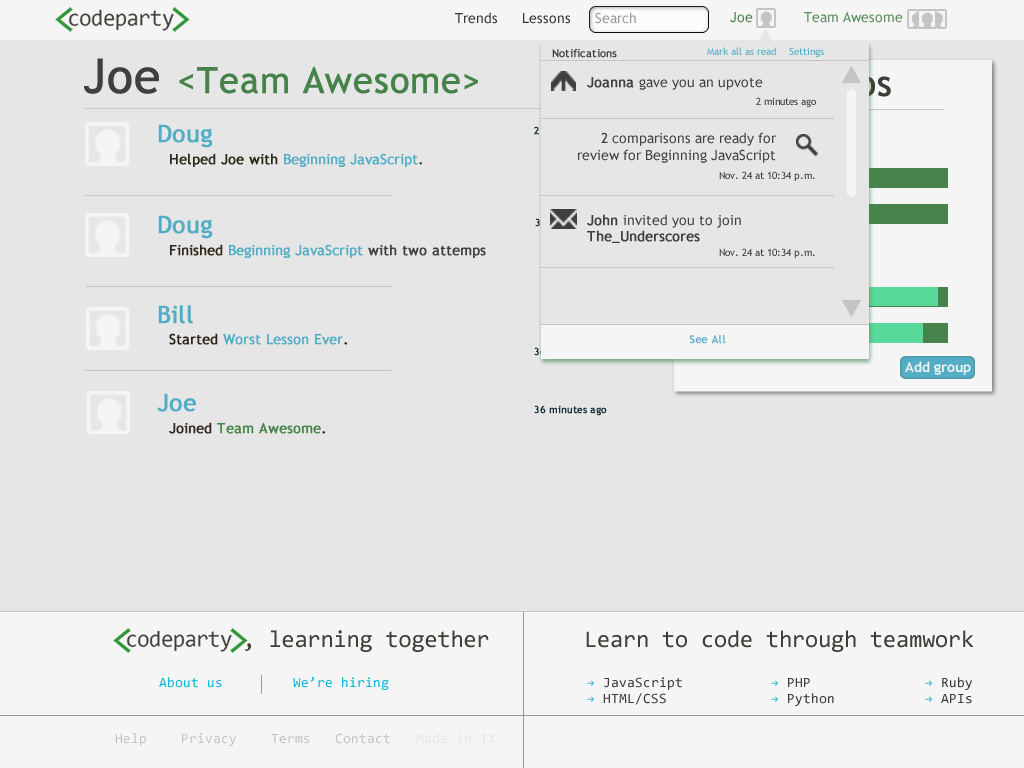 <codeparty>
Trends
Lessons
Search
Joe
Team Awesome
Joe <Team Awesome>
Doug
Helped Joe with Beginning JavaScript.
2
Doug
Finished Beginning JavaScript with two attemps
3
Bill
Started Worst Lesson Ever.
3
Joe
Joined Team Awesome.
36 minutes ago
Notifications
Mark all as read
Settings
Joanna gave you an upvote
2 minutes ago
2 comparisons are ready for
review for Beginning JavaScript
Nov. 24 at 10:34 p.m.
John invited you to join
The_Underscores
Nov. 24 at 10:34 p.m.
See All
Add group
<codeparty>, learning together
About us
We're hiring
Learn to code through teamwork
→ JavaScript
→ PHP
→ Ruby
→ HTML/CSS
→ Python
→ APIs
Help
Privacy
Terms
Contact
Made in TX